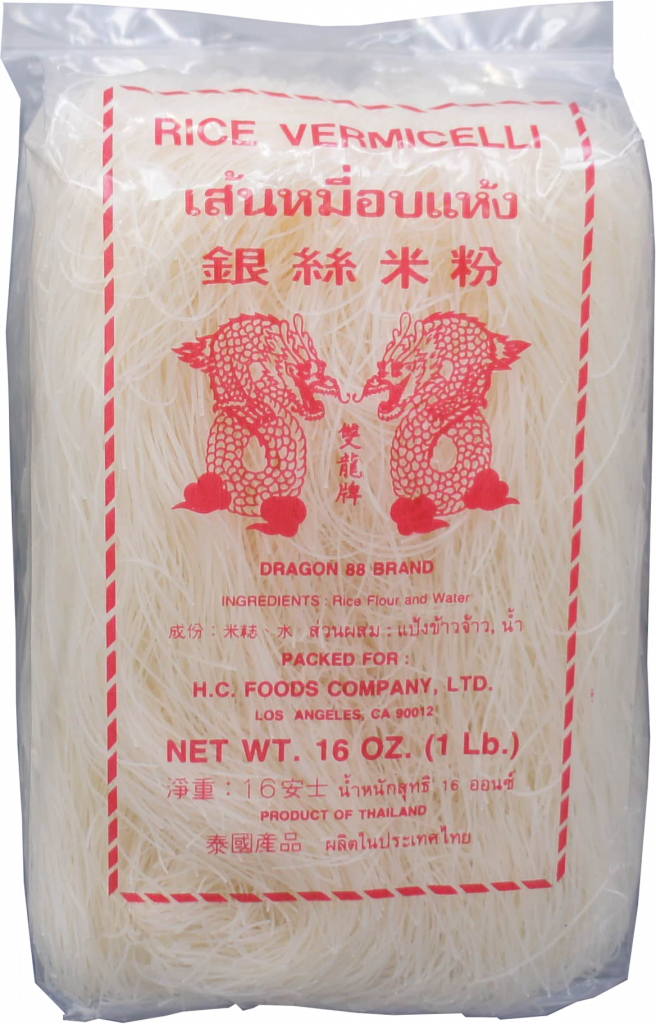 RICE VERMICELLI
เส้นหมี่อบแห้ง
銀絲米粉
雙龍牌
DRAGON 88 BRAND
INGREDIENTS : Rice Flour and Water
成份：米粩、水 ส่วนผสม : แป้งข้าวจ้าว, น้ำ
PACKED FOR :
H.C. FOODS COMPANY, LTD.
LOS ANGELES, CA 90012
NET WT. 16 OZ. (1 Lb.)
淨重：16安士 น้ำหนักสุทธิ 16 ออนซ์
PRODUCT OF THAILAND
泰國產品 ผลิตในประเทศไทย